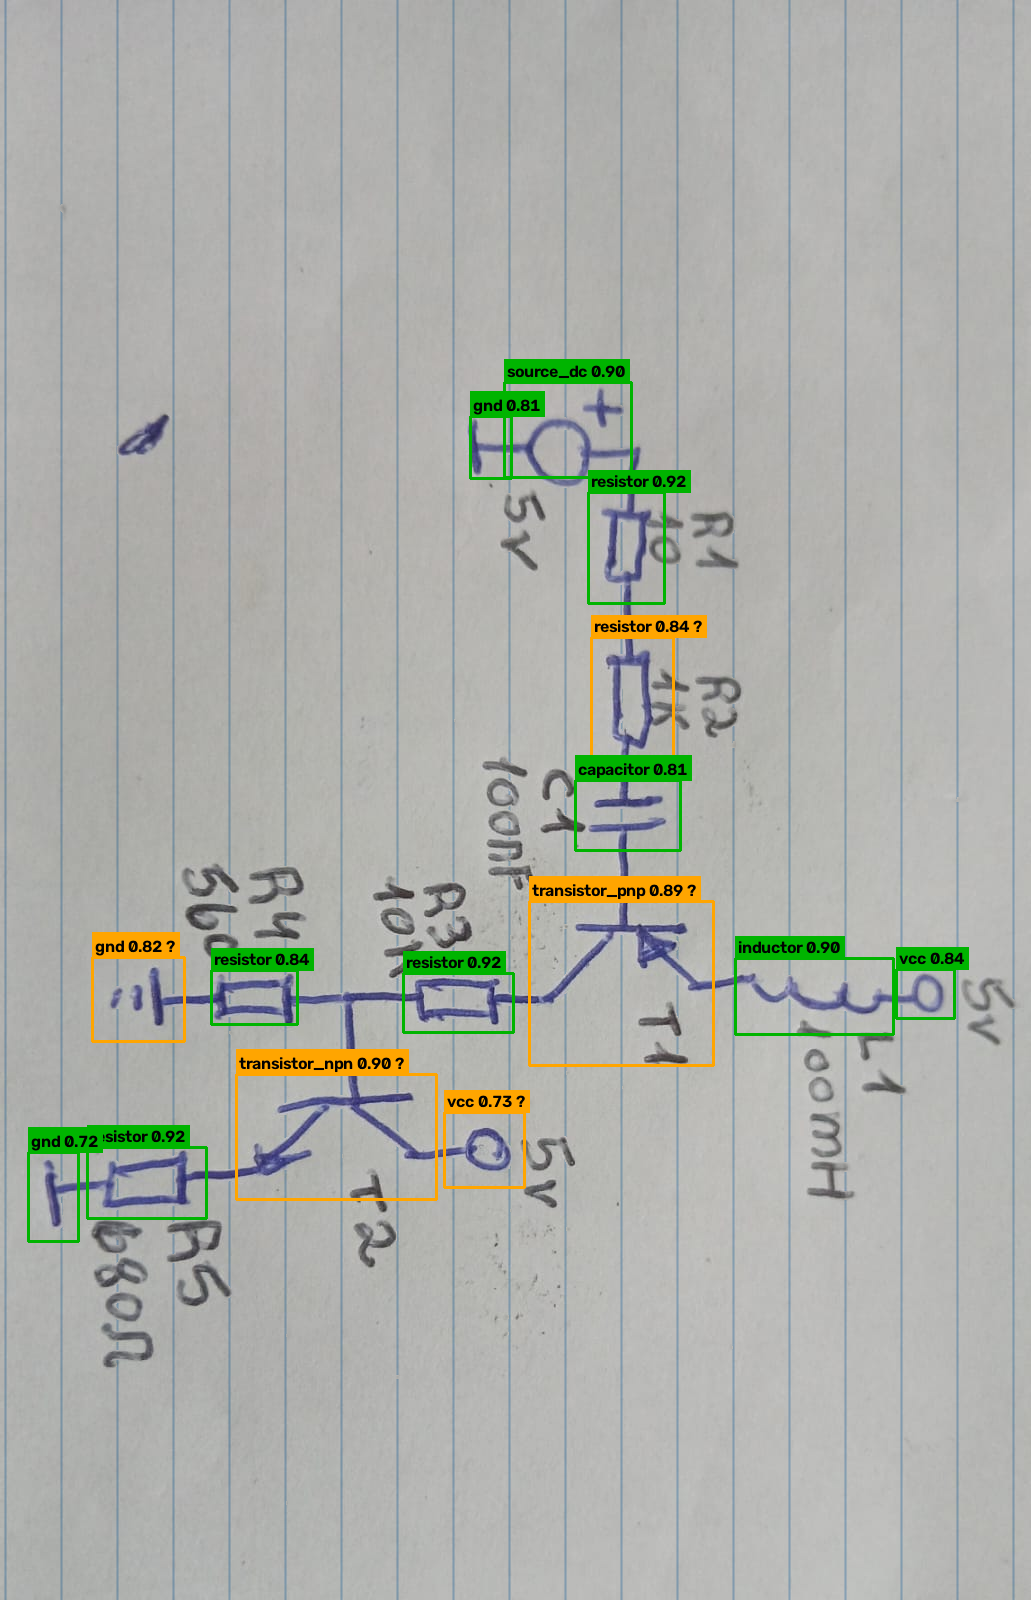 source_dc 0.90
gnd 0.81
+
5v
resistor 0.92
R1
10
resistor 0.84 ?
R2
1K
capacitor 0.81
C1
100nF
transistor_pnp 0.89 ?
T1
inductor 0.90
L1
100mH
vcc 0.84
5v
gnd 0.82 ?
resistor 0.84
R4
560
resistor 0.92
R3
10K
transistor_npn 0.90 ?
T2
vcc 0.73 ?
5v
gnd 0.72
esistor 0.92
R5
680Ω